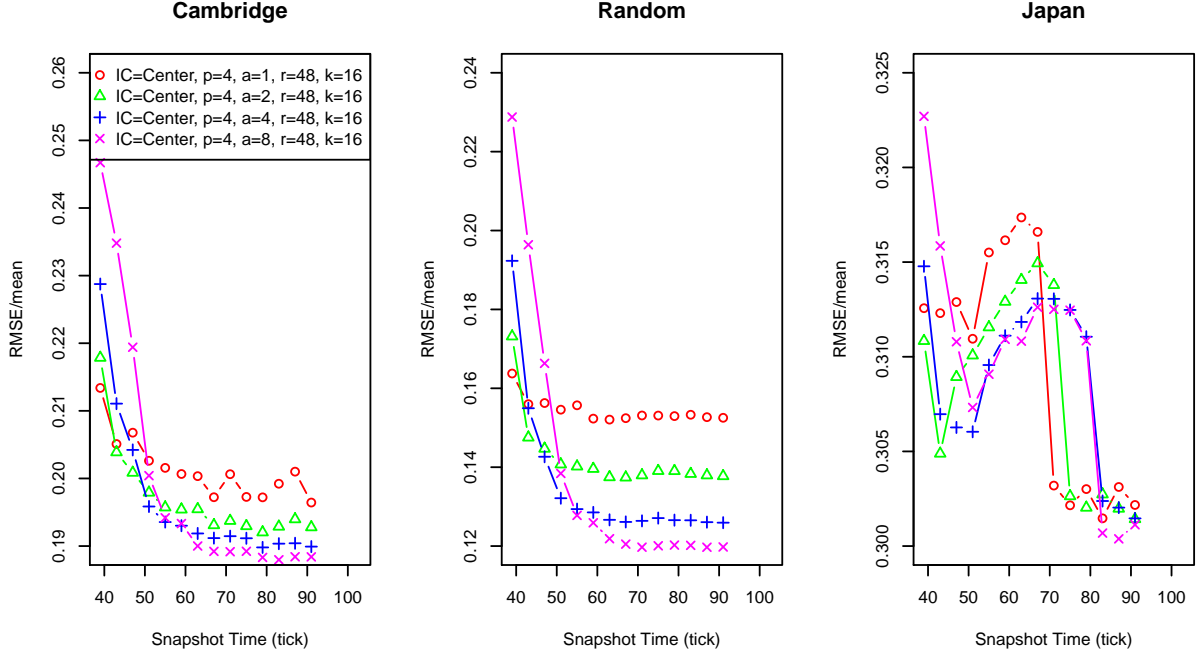 Cambridge
Random
Japan
IC=Center, p=4, a=1, r=48, k=16
IC=Center, p=4, a=2, r=48, k=16
IC=Center, p=4, a=4, r=48, k=16
IC=Center, p=4, a=8, r=48, k=16
RMSE/mean
0.19
0.20
0.21
0.22
0.23
0.24
0.25
0.26
40 50 60 70 80 90 100
Snapshot Time (tick)
RMSE/mean
0.12
0.14
0.16
0.18
0.20
0.22
0.24
40 50 60 70 80 90 100
Snapshot Time (tick)
RMSE/mean
0.300
0.305
0.310
0.315
0.320
0.325
40 50 60 70 80 90 100
Snapshot Time (tick)